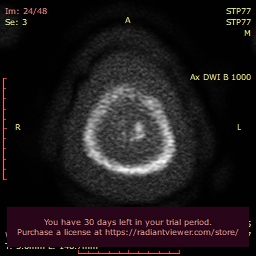 Im: 24/48
Se: 3
A
STP77
STP77
M
Ax DWI B 1000
R
L
You have 30 days left in your trial period.
Purchase a license at https://radiantviewer.com/store/